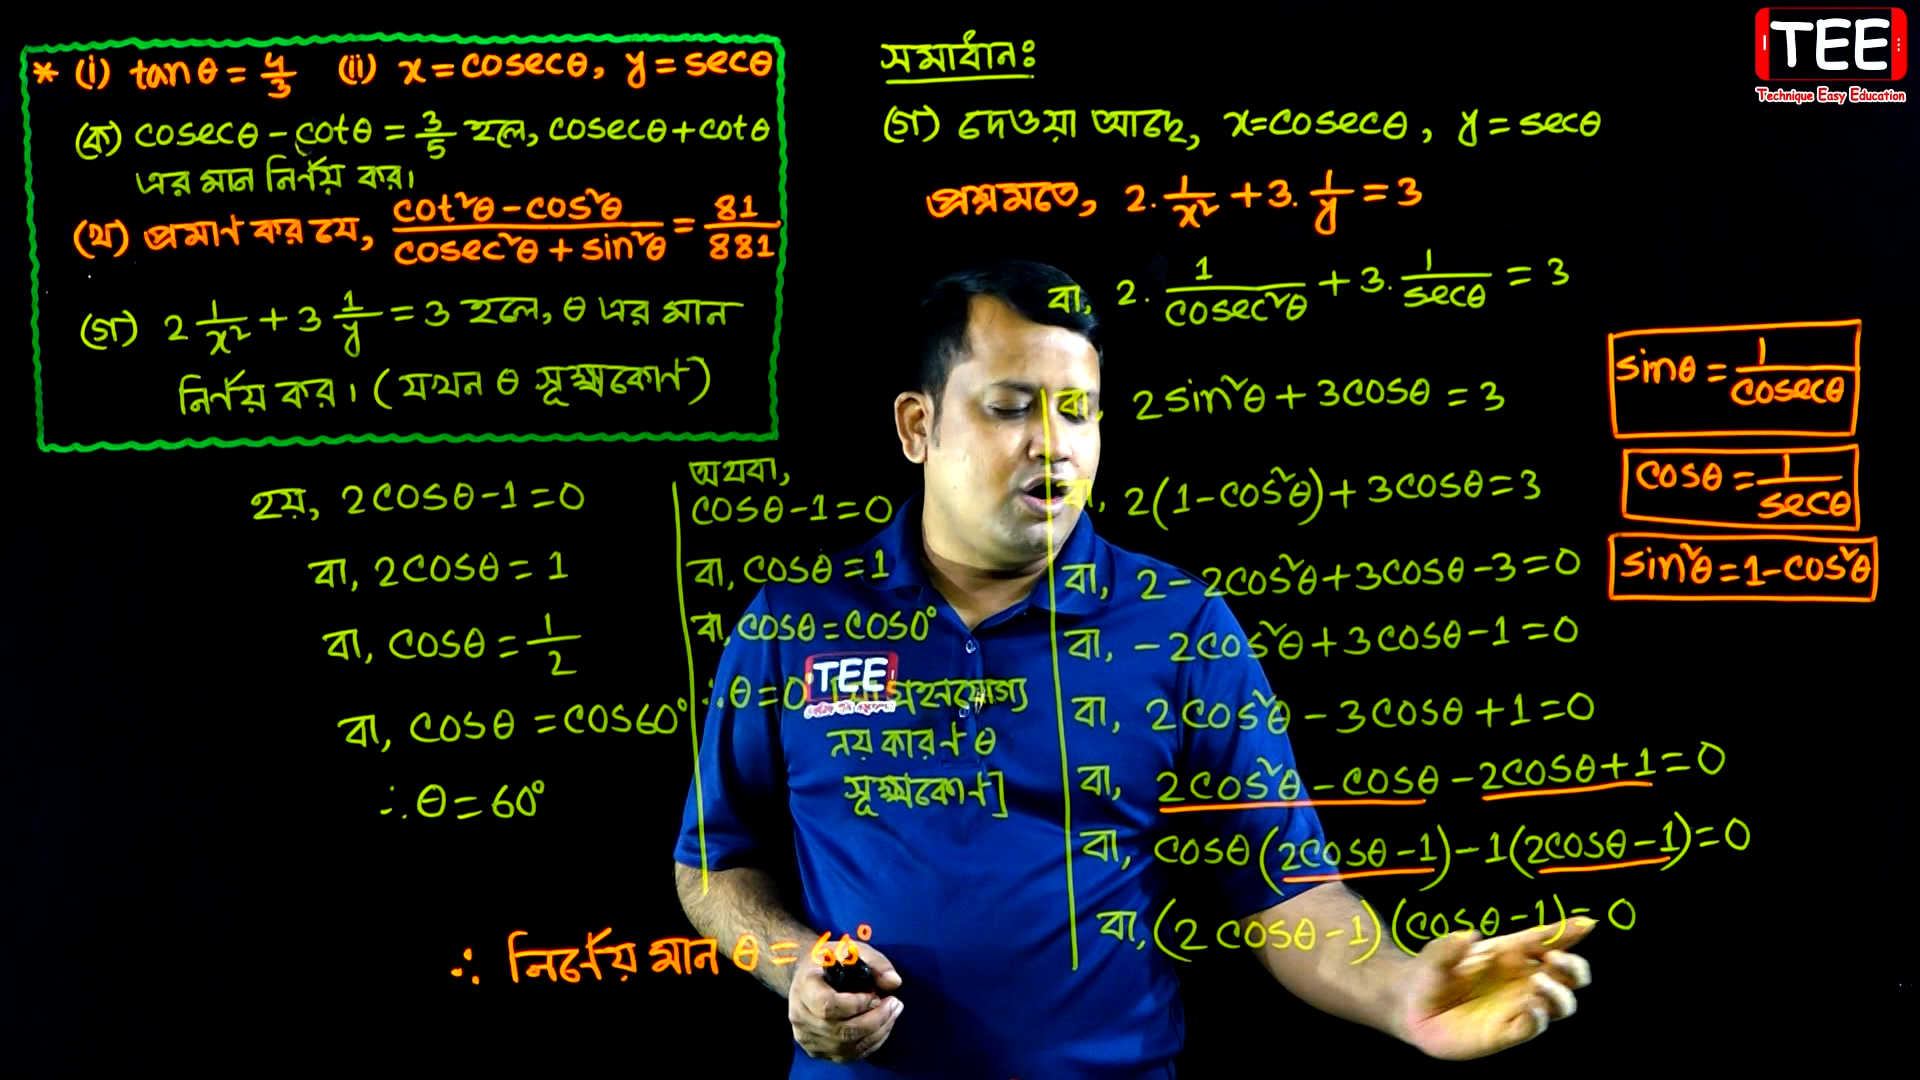 * (i) tanθ = 4/3 (ii) x = cosecθ, y = secθ
(ক) cosecθ - cotθ = 3/5 হলে, cosecθ + cotθ
এর মান নির্ণয় কর।
(খ) প্রমাণ কর যে, (cot²θ - cos²θ)/(cosec²θ + sin²θ) = 81/881
(গ) 2 1/x² + 3 1/y = 3 হলে, θ এর মান
নির্ণয় কর। (যখন θ সূক্ষ্মকোণ)
সমাধানঃ
(গ) দেওয়া আছে, x=cosecθ, y = secθ
প্রশ্নমতে, 2. 1/x² + 3. 1/y = 3
বা, 2. 1/cosec²θ + 3. 1/secθ = 3
বা, 2sin²θ + 3cosθ = 3
বা, 2(1-cos²θ) + 3cosθ = 3
বা, 2 - 2cos²θ + 3cosθ - 3 = 0
বা, -2cos²θ + 3cosθ - 1 = 0
বা, 2cos²θ - 3cosθ + 1 = 0
বা, 2cos²θ - cosθ - 2cosθ + 1 = 0
বা, cosθ (2cosθ - 1) - 1(2cosθ - 1) = 0
বা, (2cosθ - 1) (cosθ - 1) = 0
sinθ = 1/cosecθ
cosθ = 1/secθ
sin²θ = 1 - cos²θ
হয়, 2cosθ - 1 = 0
বা, 2cosθ = 1
বা, cosθ = 1/2
বা, cosθ = cos60°
∴ θ = 60°
অথবা,
cosθ - 1 = 0
বা, cosθ = 1
বা, cosθ = cos0°
∴ θ = 0 গ্রহনযোগ্য
নয় কারণ θ
সূক্ষ্মকোণ]
∴ নির্ণেয় মান θ = 60°
TEE
Technique Easy Education
TEE